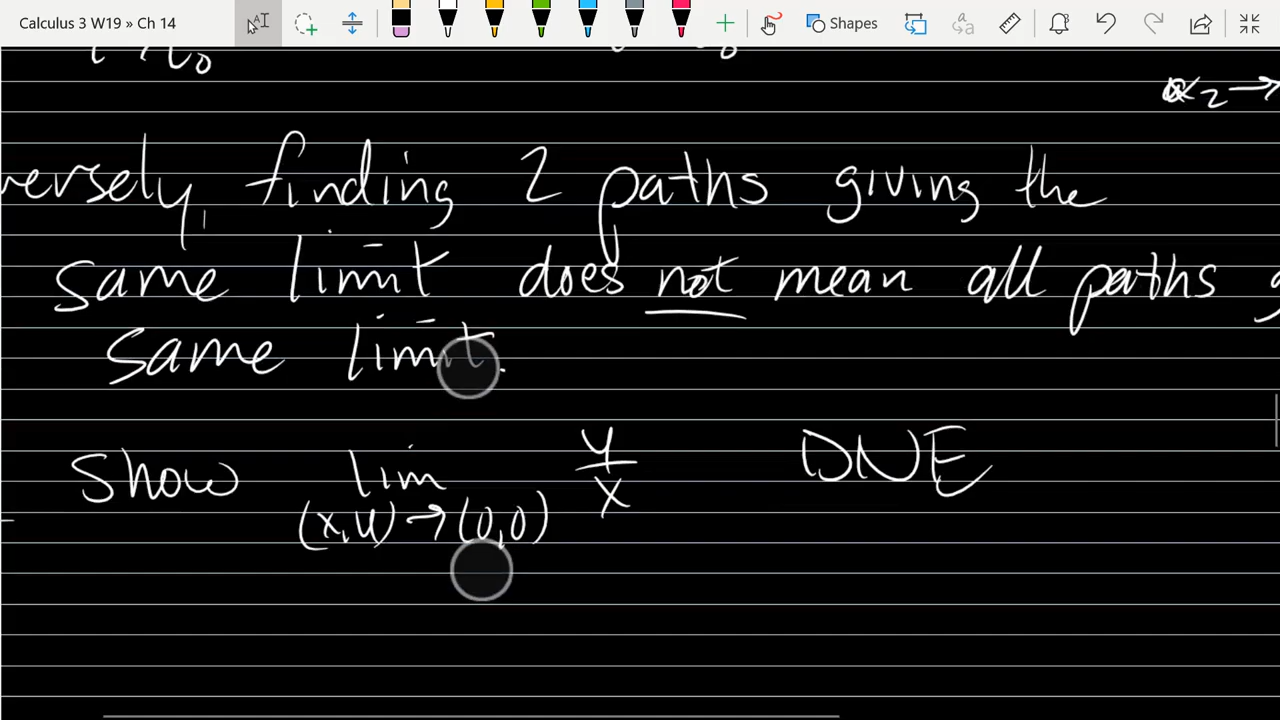 Calculus 3 W19 » Ch 14
Shapes
versely, finding 2 paths giving the
same limit does not mean all paths
same limit.
Show lim y/x DNE
(x,y)→(0,0)